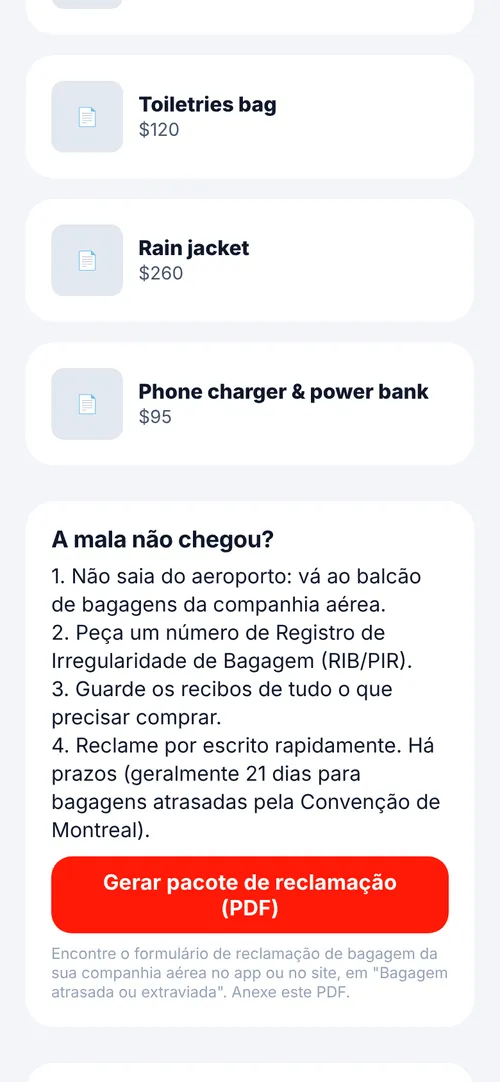 Toiletries bag
$120
Rain jacket
$260
Phone charger & power bank
$95
A mala não chegou?
1. Não saia do aeroporto: vá ao balcão
de bagagens da companhia aérea.
2. Peça um número de Registro de
Irregularidade de Bagagem (RIB/PIR).
3. Guarde os recibos de tudo o que
precisar comprar.
4. Reclame por escrito rapidamente. Há
prazos (geralmente 21 dias para
bagagens atrasadas pela Convenção de
Montreal).
Gerar pacote de reclamação
(PDF)
Encontre o formulário de reclamação de bagagem da
sua companhia aérea no app ou no site, em "Bagagem
atrasada ou extraviada". Anexe este PDF.